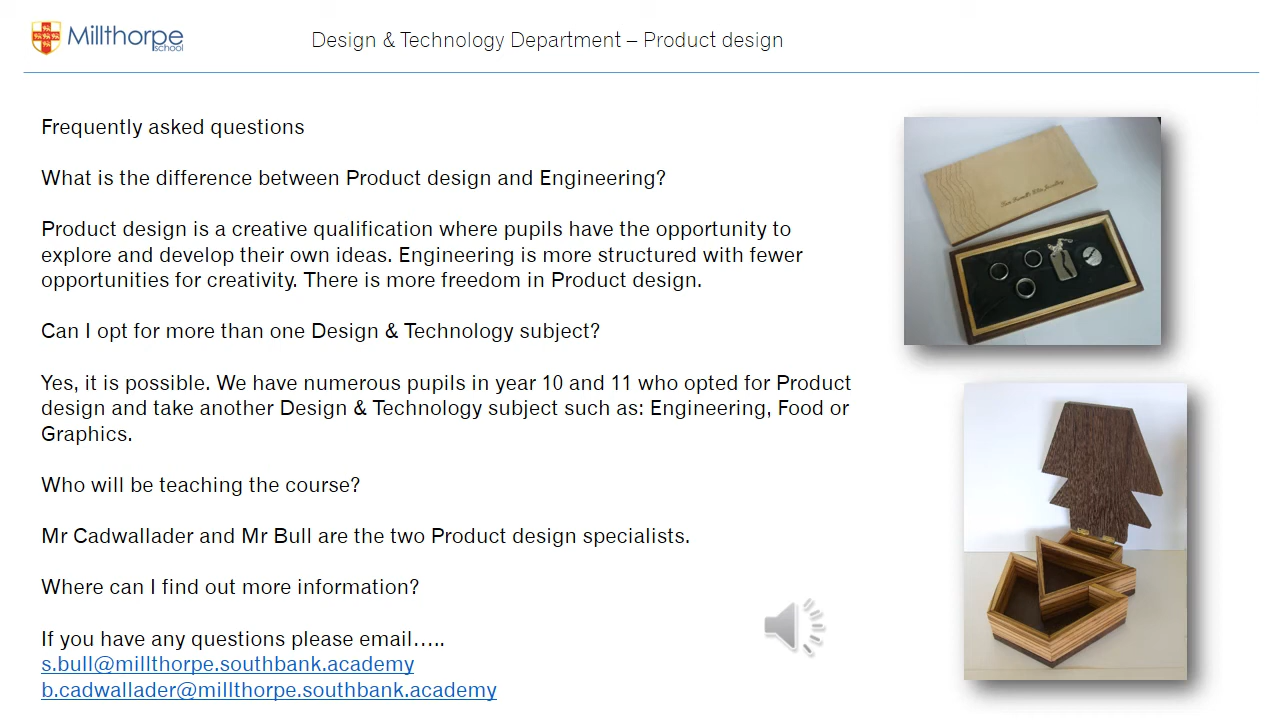 Millthorpe
school
Design & Technology Department – Product design
Frequently asked questions
What is the difference between Product design and Engineering?
Product design is a creative qualification where pupils have the opportunity to
explore and develop their own ideas. Engineering is more structured with fewer
opportunities for creativity. There is more freedom in Product design.
Can I opt for more than one Design & Technology subject?
Yes, it is possible. We have numerous pupils in year 10 and 11 who opted for Product
design and take another Design & Technology subject such as: Engineering, Food or
Graphics.
Who will be teaching the course?
Mr Cadwallader and Mr Bull are the two Product design specialists.
Where can I find out more information?
If you have any questions please email…..
s.bull@millthorpe.southbank.academy
b.cadwallader@millthorpe.southbank.academy